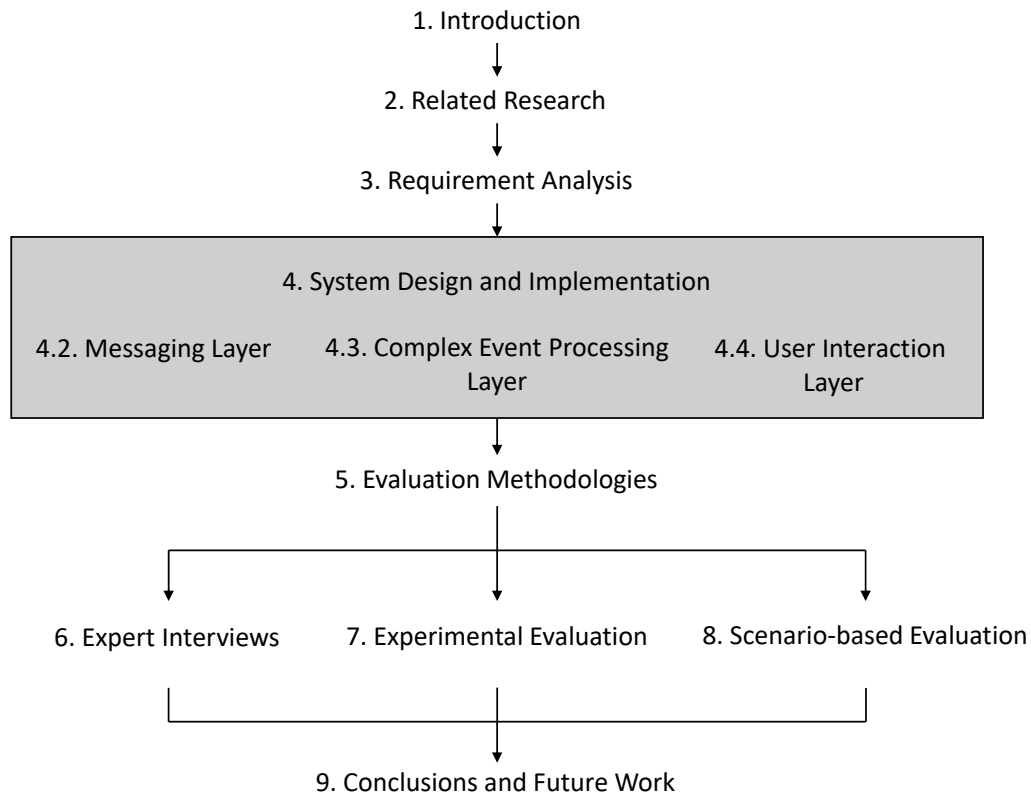 1. Introduction
2. Related Research
3. Requirement Analysis
4. System Design and Implementation
4.2. Messaging Layer
4.3. Complex Event Processing
Layer
4.4. User Interaction
Layer
5. Evaluation Methodologies
6. Expert Interviews
7. Experimental Evaluation
8. Scenario-based Evaluation
9. Conclusions and Future Work